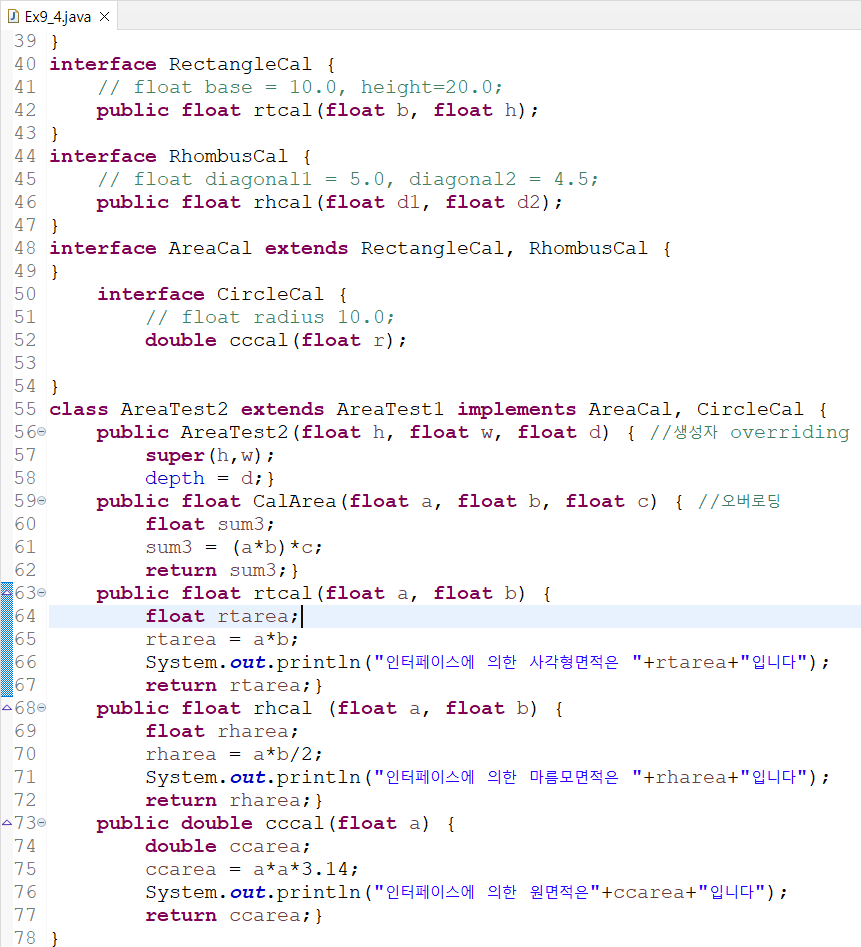 Ex9_4.java
39 }
40 interface RectangleCal {
41     // float base = 10.0, height=20.0;
42     public float rtcal(float b, float h);
43 }
44 interface RhombusCal {
45     // float diagonal1 = 5.0, diagonal2 = 4.5;
46     public float rhcal(float d1, float d2);
47 }
48 interface AreaCal extends RectangleCal, RhombusCal {
49 }
50     interface CircleCal {
51         // float radius 10.0;
52         double cccal(float r);
53
54 }
55 class AreaTest2 extends AreaTest1 implements AreaCal, CircleCal {
56     public AreaTest2(float h, float w, float d) { //생성자 overriding
57         super(h,w);
58         depth = d;}
59     public float CalArea(float a, float b, float c) { //오버로딩
60         float sum3;
61         sum3 = (a*b)*c;
62         return sum3;}
63     public float rtcal(float a, float b) {
64         float rtarea;
65         rtarea = a*b;
66         System.out.println("인터페이스에 의한 사각형면적은 "+rtarea+"입니다");
67         return rtarea;}
68     public float rhcal (float a, float b) {
69         float rharea;
70         rharea = a*b/2;
71         System.out.println("인터페이스에 의한 마름모면적은 "+rharea+"입니다");
72         return rharea;}
73     public double cccal(float a) {
74         double ccarea;
75         ccarea = a*a*3.14;
76         System.out.println("인터페이스에 의한 원면적은"+ccarea+"입니다");
77         return ccarea;}
78 }